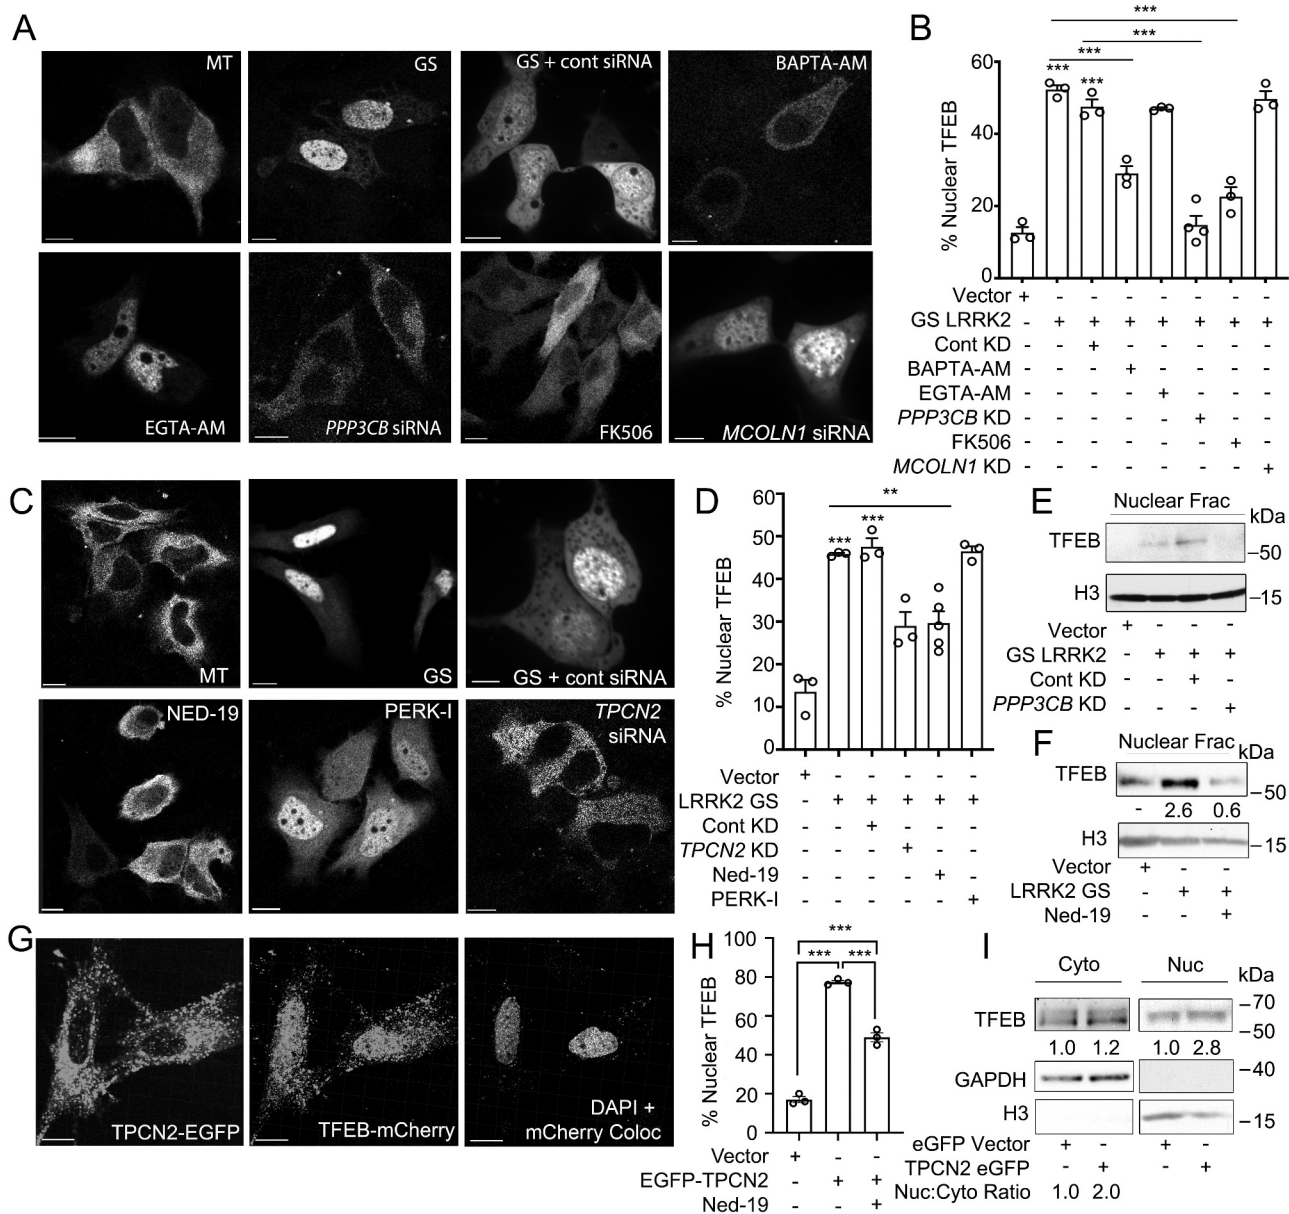 A
MT
GS
GS + cont siRNA
BAPTA-AM
EGTA-AM
PPP3CB siRNA
FK506
MCOLN1 siRNA
B
***
***
***
***
***
% Nuclear TFEB
60
40
20
0
Vector + - - - - - - -
GS LRRK2 - + + + + + + +
Cont KD - - + - - - - -
BAPTA-AM - - - + - - - -
EGTA-AM - - - - + - - -
PPP3CB KD - - - - - + - -
FK506 - - - - - - + -
MCOLN1 KD - - - - - - - +
C
MT
GS
GS + cont siRNA
NED-19
PERK-I
TPCN2
siRNA
D
**
***
***
% Nuclear TFEB
60
50
40
30
20
10
0
Vector + - - - - -
LRRK2 GS - + + + + +
Cont KD - - + - - -
TPCN2 KD - - - + - -
Ned-19 - - - - + -
PERK-I - - - - - +
E
Nuclear Frac
kDa
TFEB
–50
H3
–15
Vector + - - -
GS LRRK2 - + + +
Cont KD - - + -
PPP3CB KD - - - +
F
Nuclear Frac
kDa
TFEB
–50
- 2.6 0.6
H3
–15
Vector + - -
LRRK2 GS - + +
Ned-19 - - +
G
TPCN2-EGFP
TFEB-mCherry
DAPI +
mCherry Coloc
H
***
*** ***
% Nuclear TFEB
100
80
60
40
20
0
Vector + - -
EGFP-TPCN2 - + +
Ned-19 - - +
I
Cyto Nuc
kDa
–70
TFEB
–50
1.0 1.2 1.0 2.8
–40
GAPDH
H3
–15
eGFP Vector + - + -
TPCN2 eGFP - + - +
Nuc:Cyto Ratio 1.0 2.0